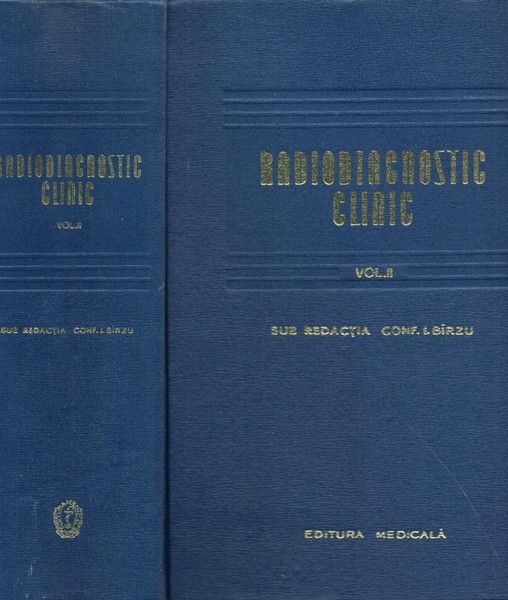 RADIODIAGNOSTIC
CLINIC
VOL.II
SUB REDACȚIA CONF. I. BÎRZU
RADIODIAGNOSTIC
CLINIC
VOL.II
SUB REDACȚIA CONF. I. BÎRZU
EDITURA MEDICALĂ